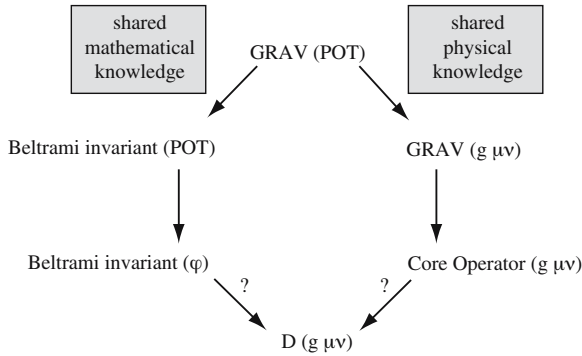 shared
mathematical
knowledge
GRAV (POT)
shared
physical
knowledge
Beltrami invariant (POT)
GRAV (g μν)
Beltrami invariant (φ)
Core Operator (g μν)
?
?
D (g μν)